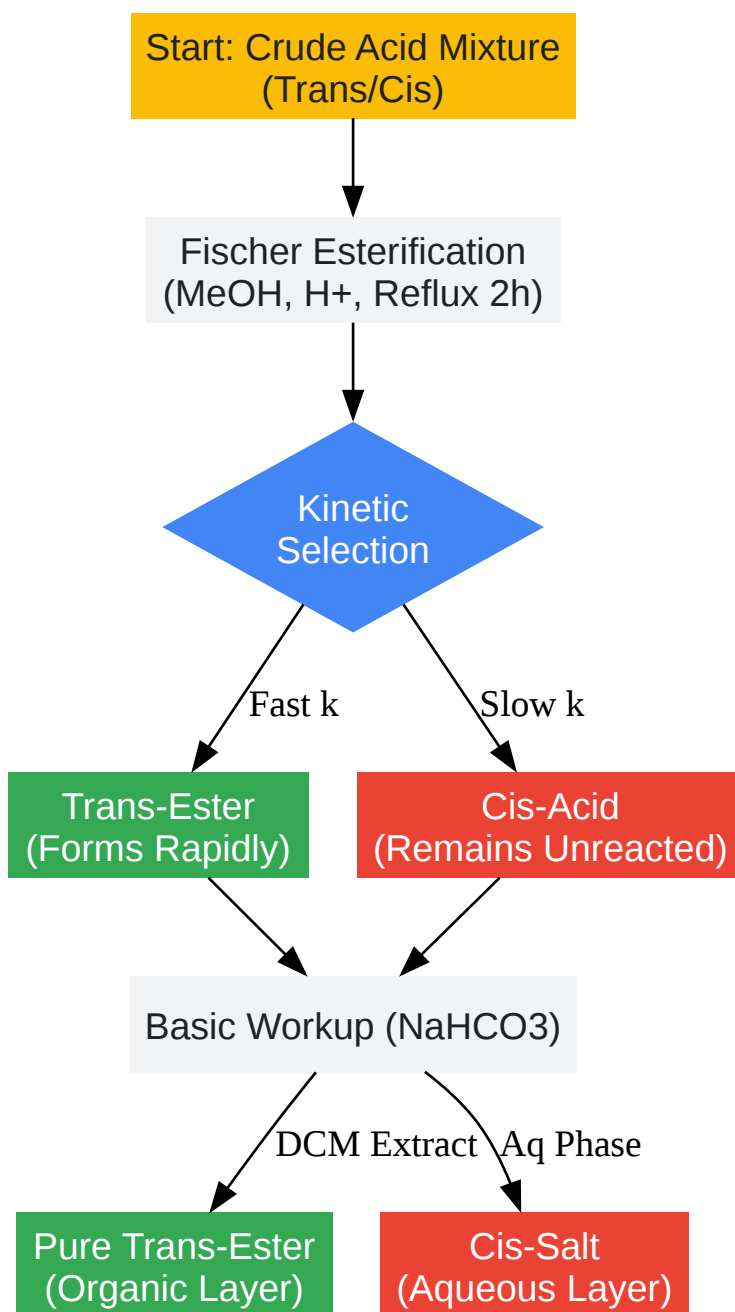 Start: Crude Acid Mixture
(Trans/Cis)
Fischer Esterification
(MeOH, H+, Reflux 2h)
Kinetic
Selection
Fast k
Slow k
Trans-Ester
(Forms Rapidly)
Cis-Acid
(Remains Unreacted)
Basic Workup (NaHCO3)
DCM Extract
Aq Phase
Pure Trans-Ester
(Organic Layer)
Cis-Salt
(Aqueous Layer)